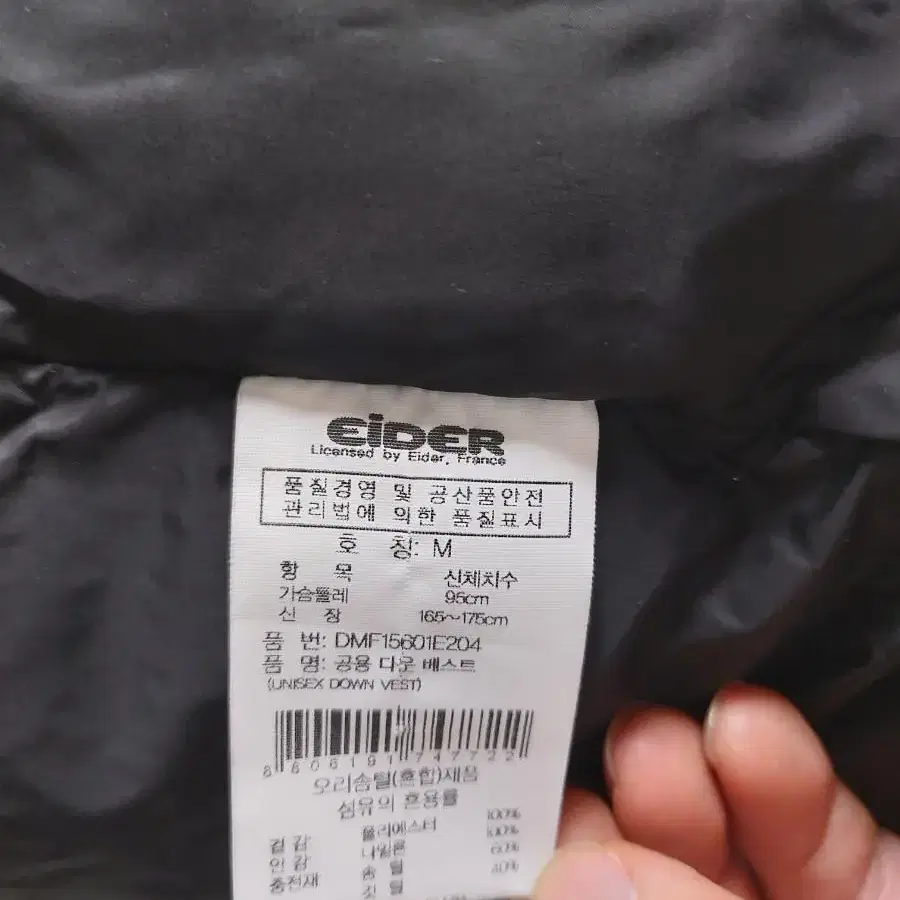 EiDER
Licensed by Eider, France
품질경영 및 공산품안전
관리법에 의한 품질표시
호 칭: M
항 목 신체치수
가슴둘레 95cm
신 장 165~175cm
품 번: DMF15601E204
품 명: 공용 다운 베스트
(UNISEX DOWN VEST)
8806191747722
오리솜털(혼합)제품
섬유의 혼용률
겉감 폴리에스터 100%
안감 나일론 100%
충전재 솜털 60%
깃털 40%